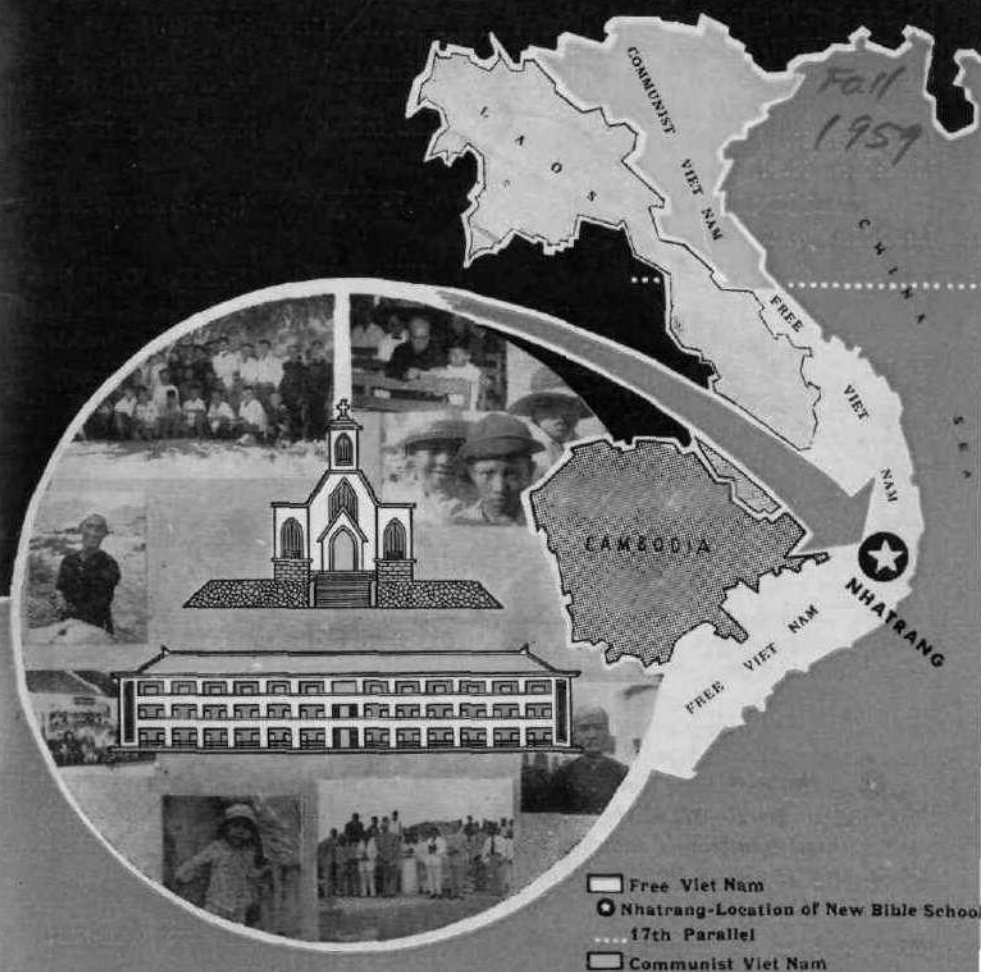 Fall
1959
COMMUNIST VIET NAM
LAOS
CHINA SEA
FREE VIET NAM
CAMBODIA
NHATRANG
FREE VIET NAM
Free Viet Nam
Nhatrang-Location of New Bible School
17th Parallel
Communist Viet Nam